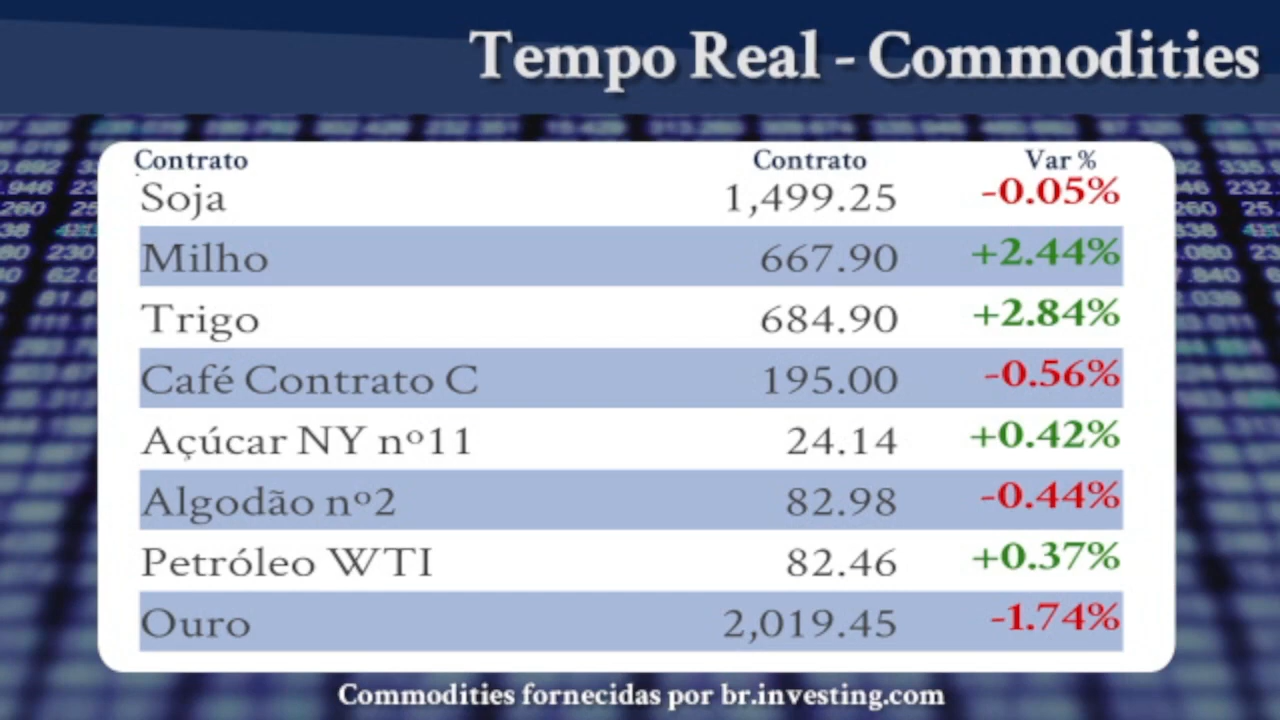 Tempo Real - Commodities
Contrato Contrato Var %
Soja 1,499.25 -0.05%
Milho 667.90 +2.44%
Trigo 684.90 +2.84%
Café Contrato C 195.00 -0.56%
Açúcar NY nº11 24.14 +0.42%
Algodão nº2 82.98 -0.44%
Petróleo WTI 82.46 +0.37%
Ouro 2,019.45 -1.74%
Commodities fornecidas por br.investing.com